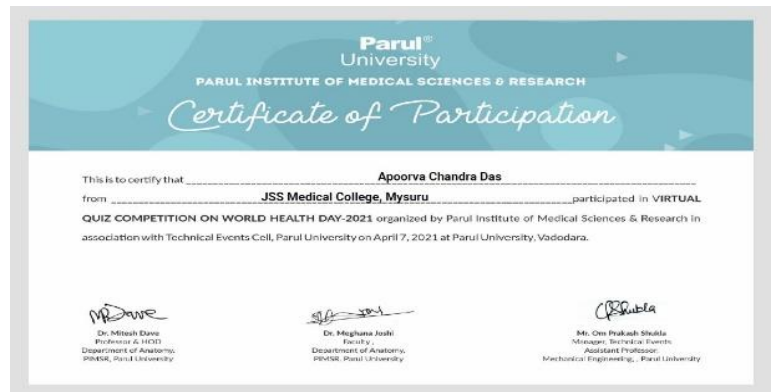 Parul®
University
PARUL INSTITUTE OF MEDICAL SCIENCES & RESEARCH
Certificate of Participation
This is to certify that Apoorva Chandra Das
from JSS Medical College, Mysuru participated in VIRTUAL
QUIZ COMPETITION ON WORLD HEALTH DAY-2021 organized by Parul Institute of Medical Sciences & Research in
association with Technical Events Cell, Parul University on April 7, 2021 at Parul University, Vadodara.
Dr. Mitesh Dave
Professor & HOD
Department of Anatomy,
PIMSR, Parul University
Dr. Meghana Joshi
Faculty,
Department of Anatomy,
PIMSR, Parul University
Mr. Om Prakash Shukla
Manager, Technical Events
Assistant Professor,
Mechanical Engineering, , Parul University